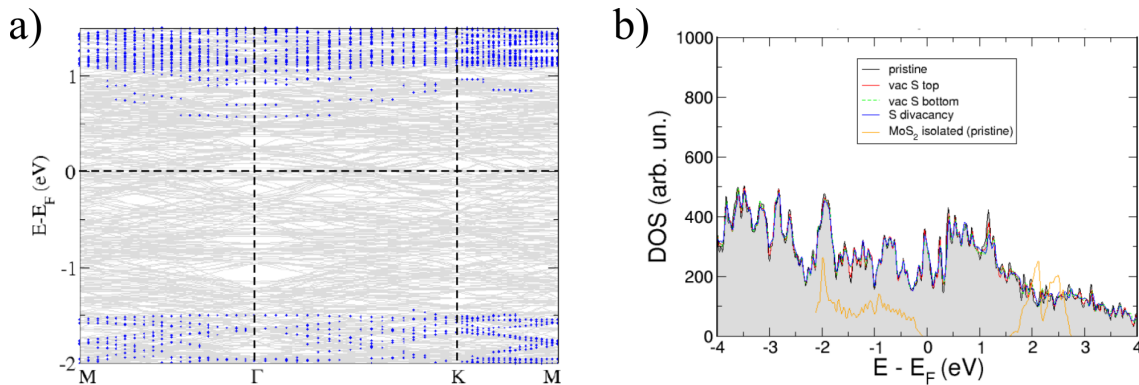 a)
E-E_F (eV)
1
0
-1
-2
M Γ K M
b)
DOS (arb. un.)
1000
800
600
400
200
0
pristine
vac S top
vac S bottom
S divacancy
MoS₂ isolated (pristine)
-4 -3 -2 -1 0 1 2 3 4
E - E_F (eV)